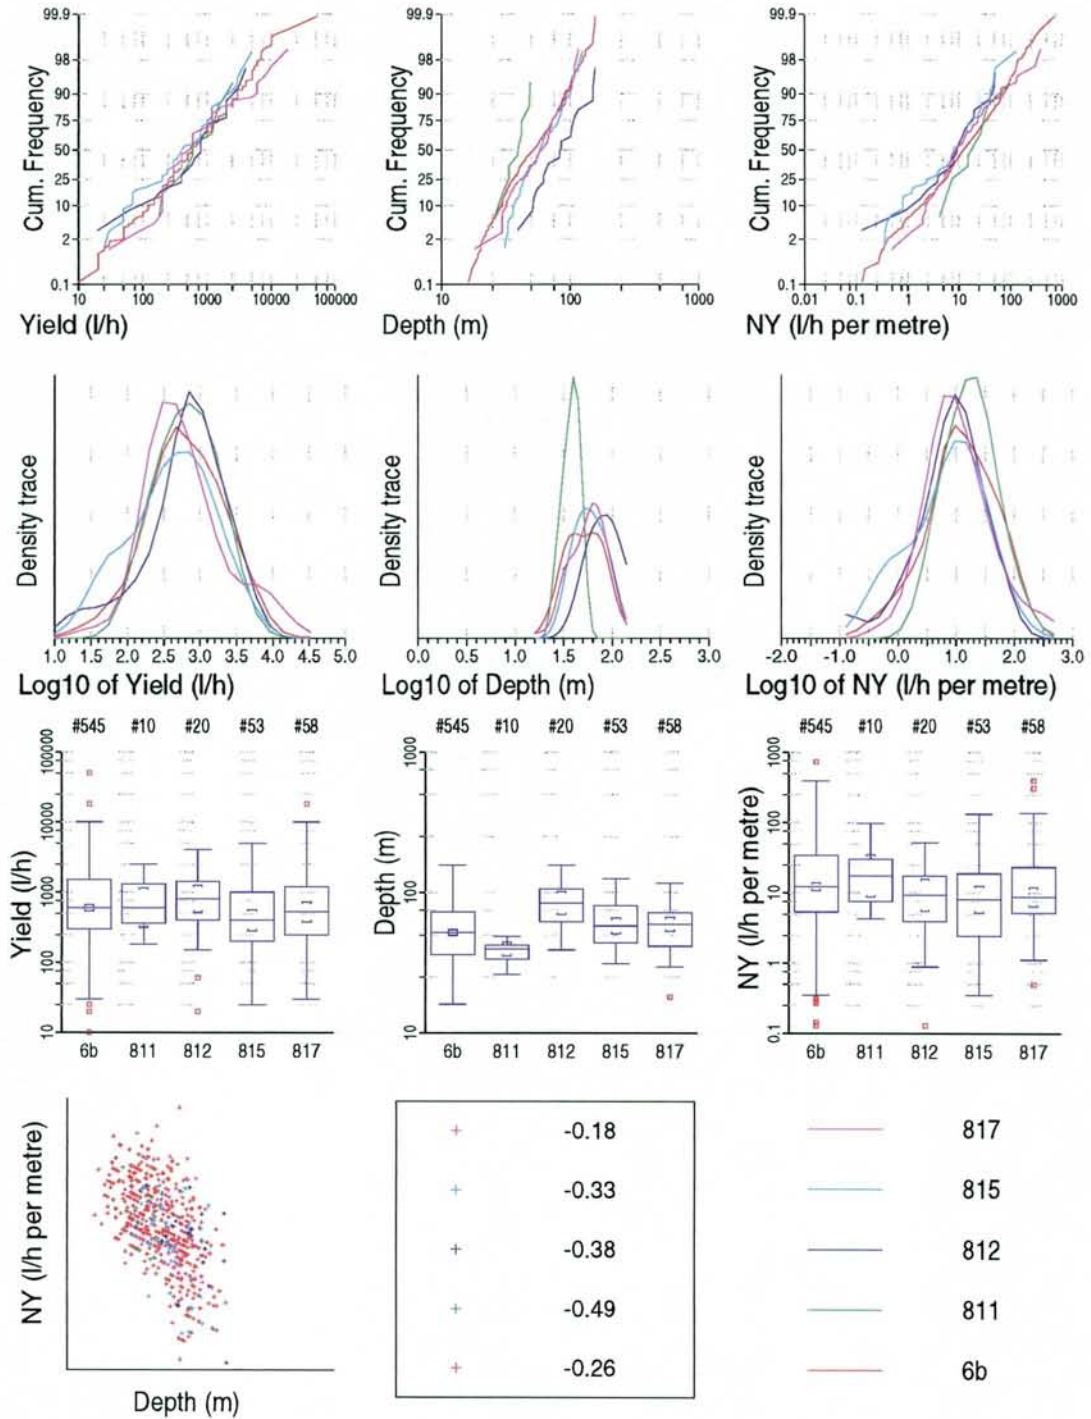 99.9
98
90
75
50
25
10
2
0.1
Cum. Frequency
10 100 1000 10000 100000
Yield (l/h)
99.9
98
90
75
50
25
10
2
0.1
Cum. Frequency
10 100 1000
Depth (m)
99.9
98
90
75
50
25
10
2
0.1
Cum. Frequency
0.01 0.1 1 10 100 1000
NY (l/h per metre)
Density trace
1.0 1.5 2.0 2.5 3.0 3.5 4.0 4.5 5.0
Log10 of Yield (l/h)
Density trace
0.0 0.5 1.0 1.5 2.0 2.5 3.0
Log10 of Depth (m)
Density trace
-2.0 -1.0 0.0 1.0 2.0 3.0
Log10 of NY (l/h per metre)
#545 #10 #20 #53 #58
100000
10000
1000
100
10
Yield (l/h)
6b 811 812 815 817
#545 #10 #20 #53 #58
1000
100
10
Depth (m)
6b 811 812 815 817
#545 #10 #20 #53 #58
1000
100
10
1
0.1
NY (l/h per metre)
6b 811 812 815 817
NY (l/h per metre)
Depth (m)
-0.18
-0.33
-0.38
-0.49
-0.26
817
815
812
811
6b